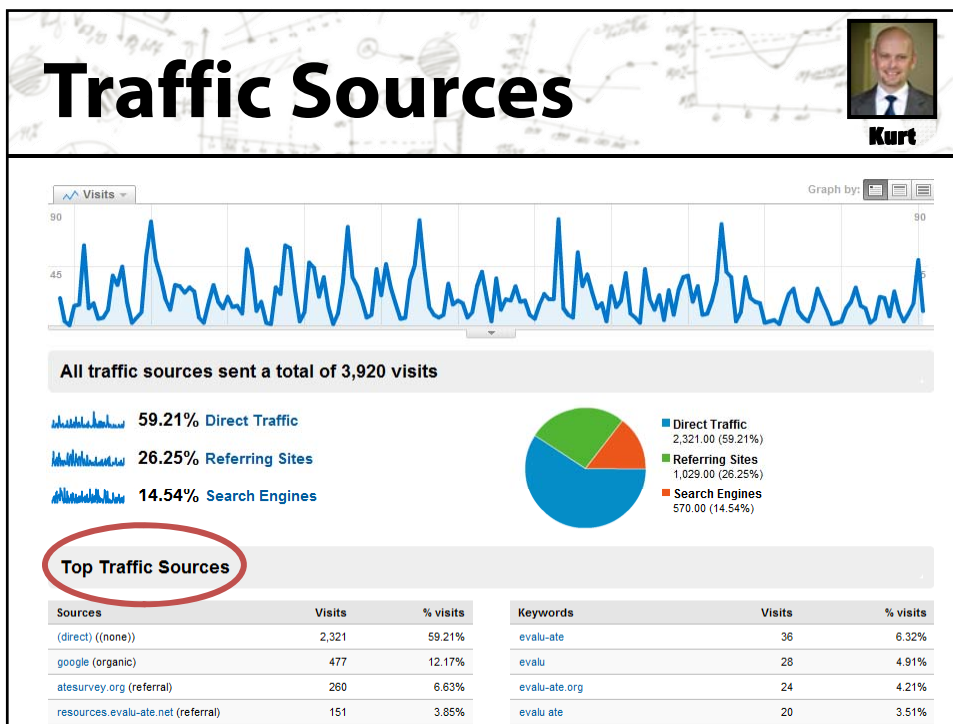 Traffic Sources
Kurt
Visits
Graph by:
90 90
45 5
All traffic sources sent a total of 3,920 visits
59.21% Direct Traffic
26.25% Referring Sites
14.54% Search Engines
Direct Traffic
2,321.00 (59.21%)
Referring Sites
1,029.00 (26.25%)
Search Engines
570.00 (14.54%)
Top Traffic Sources
Sources Visits % visits
(direct) ((none)) 2,321 59.21%
google (organic) 477 12.17%
atesurvey.org (referral) 260 6.63%
resources.evalu-ate.net (referral) 151 3.85%
Keywords Visits % visits
evalu-ate 36 6.32%
evalu 28 4.91%
evalu-ate.org 24 4.21%
evalu ate 20 3.51%